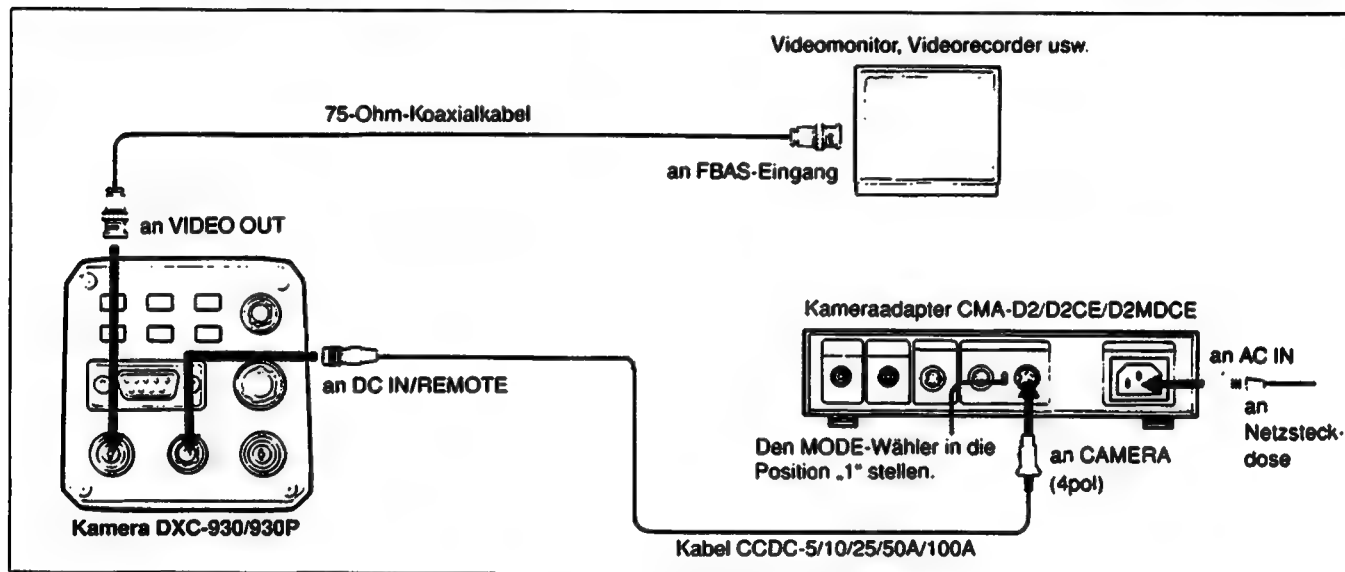 Videomonitor, Videorecorder usw.
75-Ohm-Koaxialkabel
an FBAS-Eingang
an VIDEO OUT
Kameraadapter CMA-D2/D2CE/D2MDCE
an AC IN
an DC IN/REMOTE
an
Netzsteck-
dose
Den MODE-Wähler in die
Position „1“ stellen.
an CAMERA
(4pol)
Kamera DXC-930/930P
Kabel CCDC-5/10/25/50A/100A